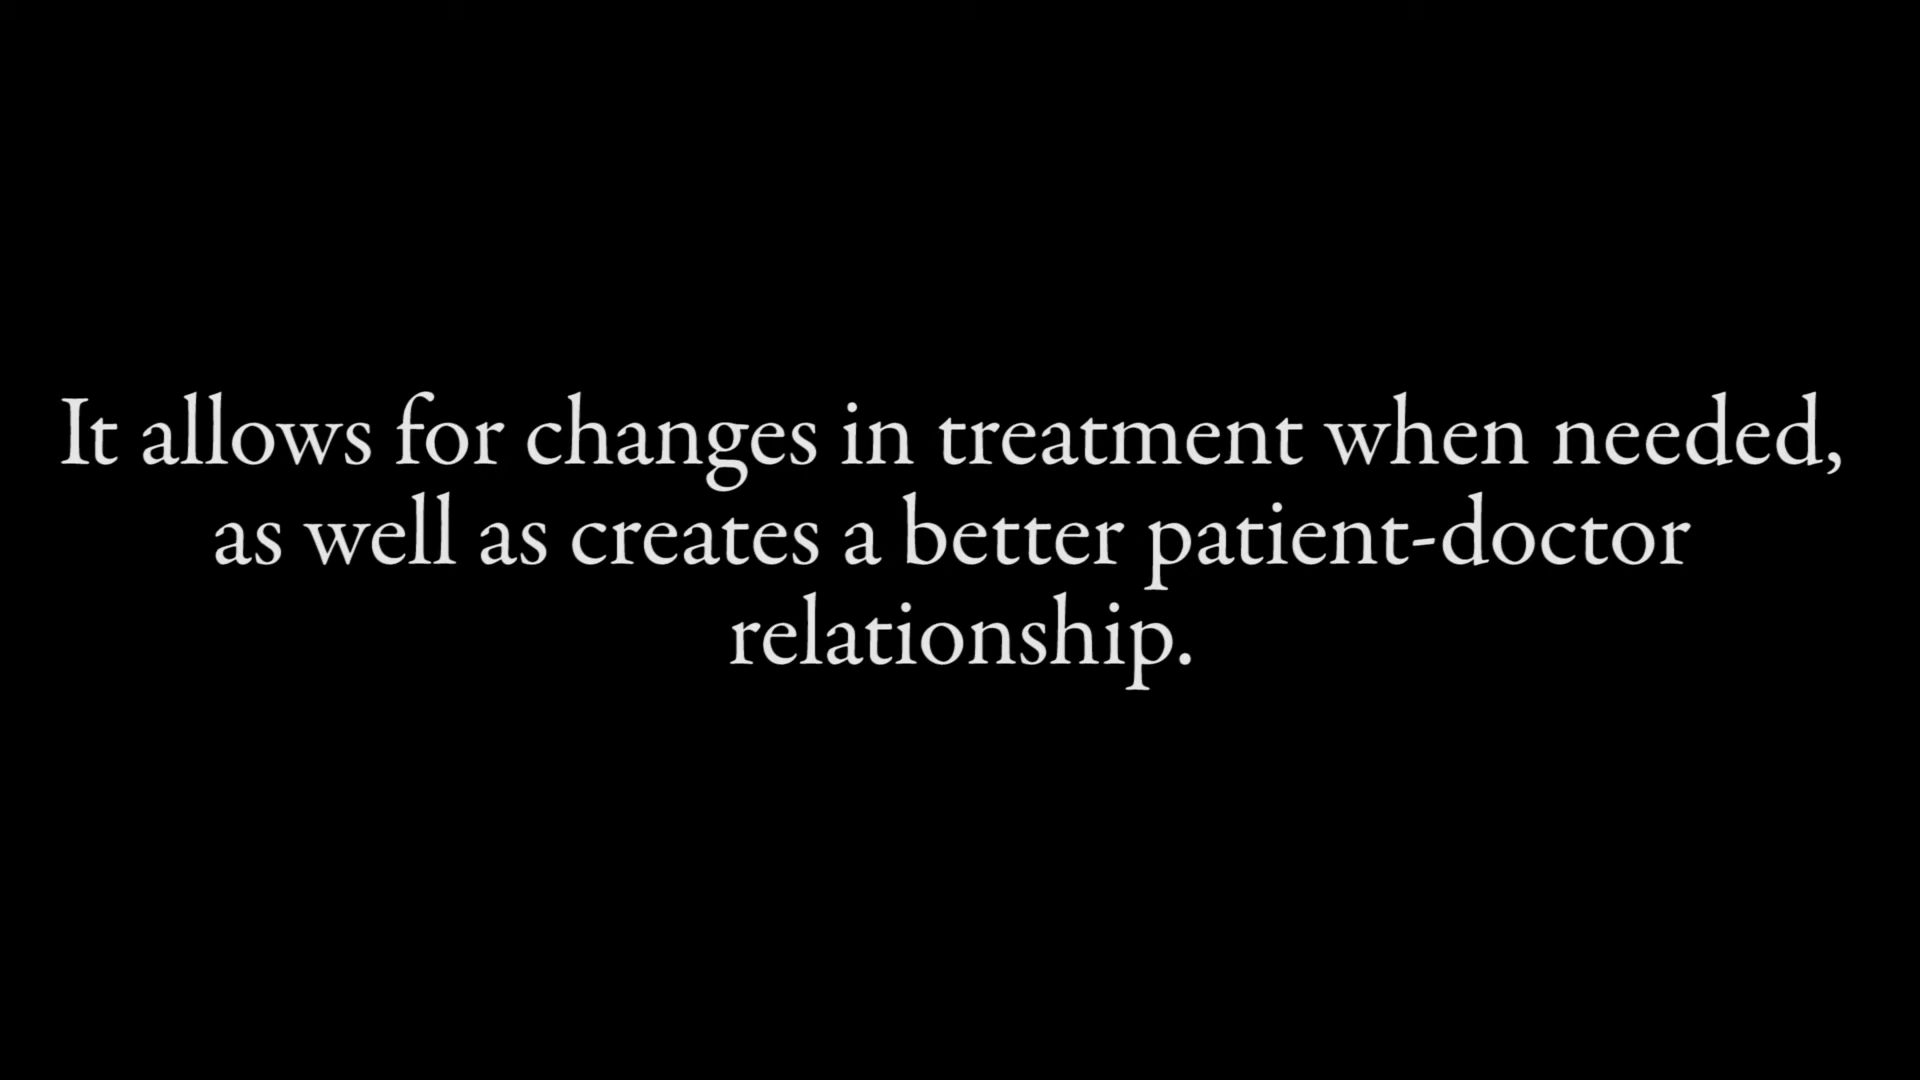 It allows for changes in treatment when needed,
as well as creates a better patient-doctor
relationship.